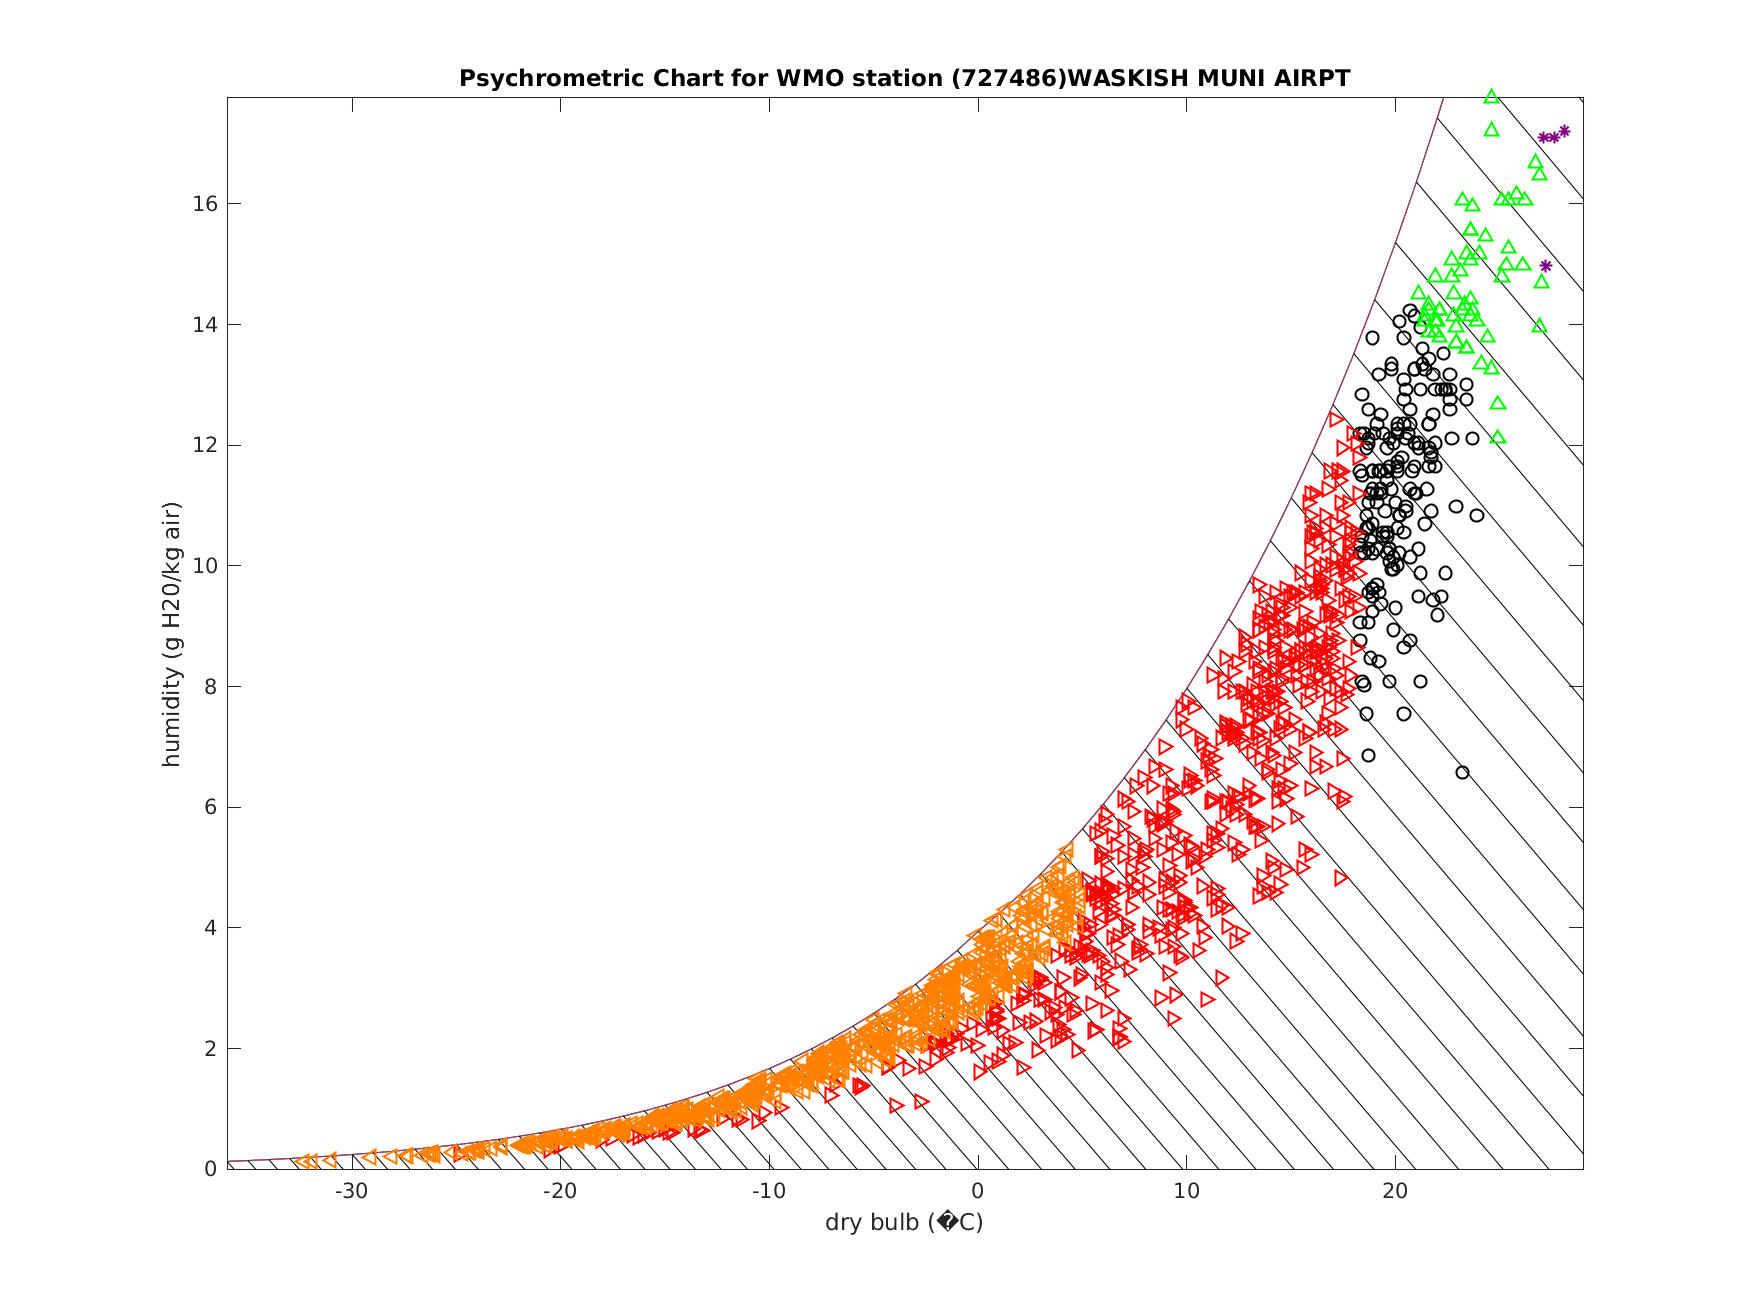 Psychrometric Chart for WMO station (727486)WASKISH MUNI AIRPT
humidity (g H20/kg air)
16
14
12
10
8
6
4
2
0
-30 -20 -10 0 10 20
dry bulb (�C)